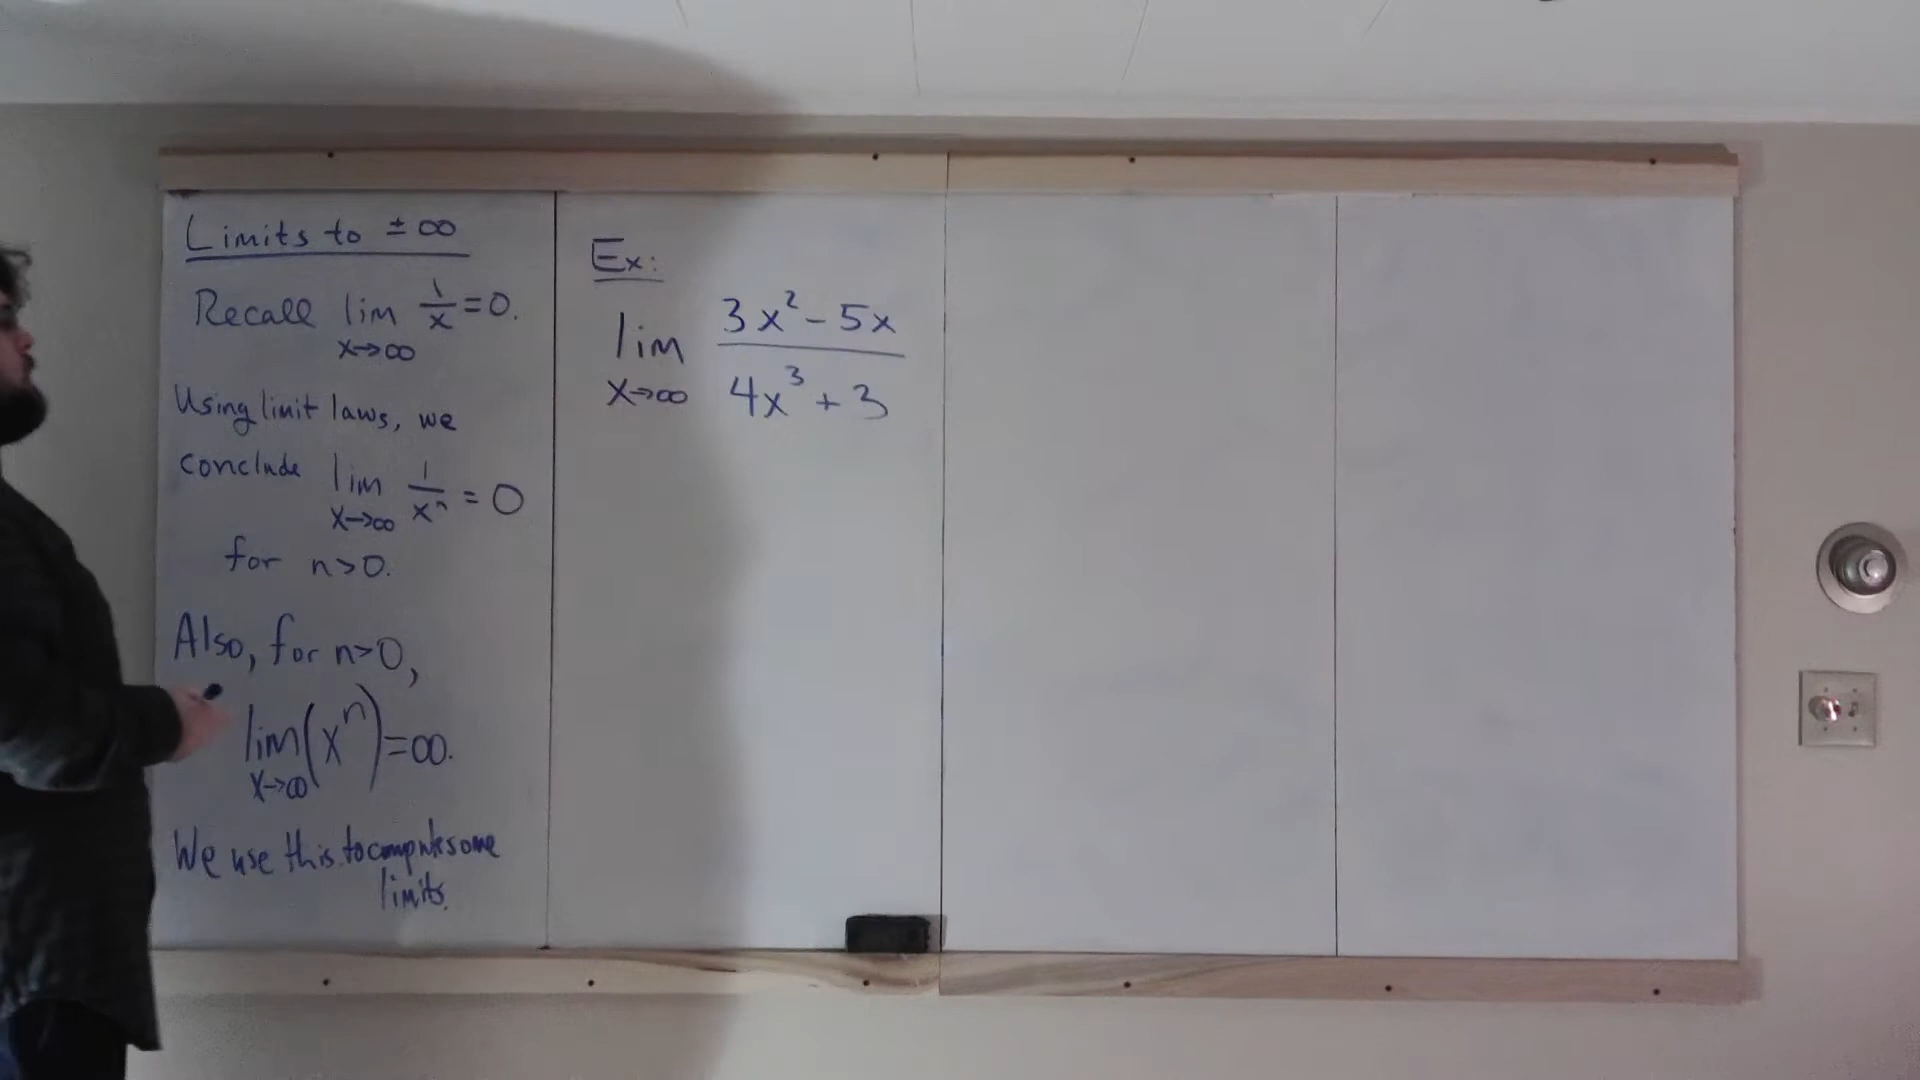 Limits to ± ∞
Recall lim 1/x = 0.
x→∞
Using limit laws, we
conclude lim 1/xⁿ = 0
x→∞
for n>0.
Also, for n>0,
lim (xⁿ) = ∞.
x→∞
We use this to compute some
limits.
Ex:
lim (3x² - 5x)/(4x³ + 3)
x→∞